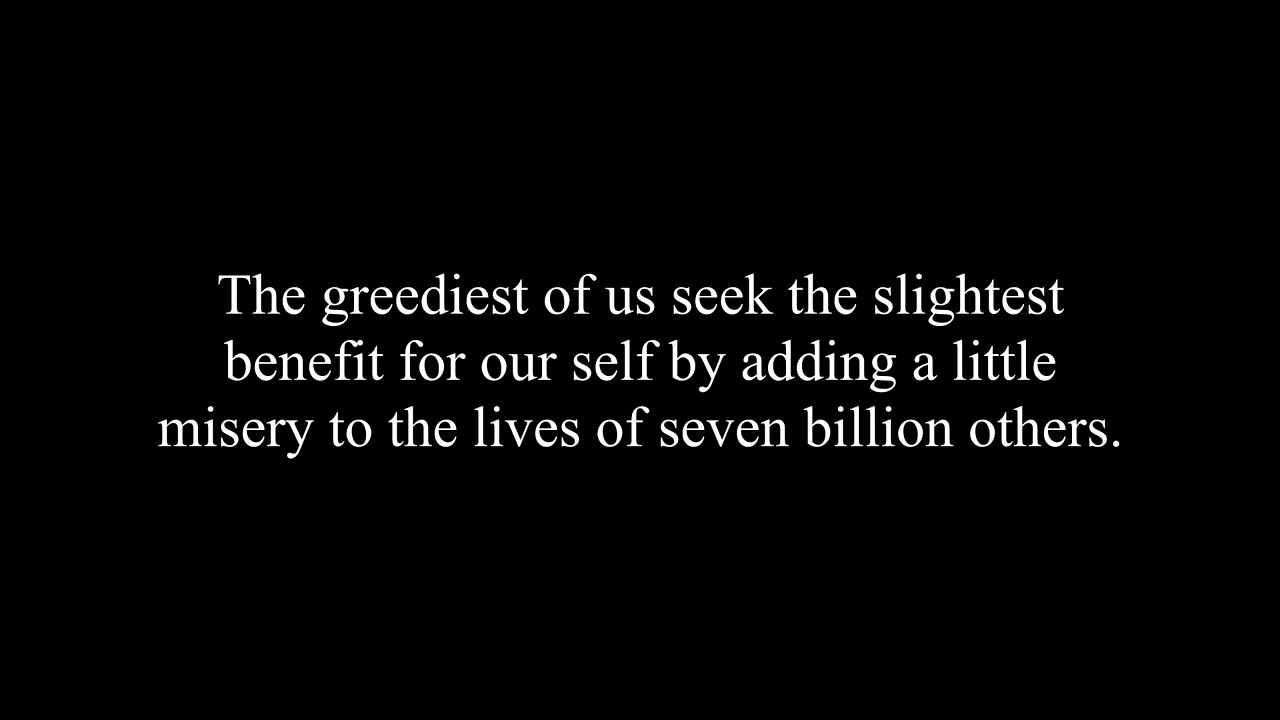 The greediest of us seek the slightest
benefit for our self by adding a little
misery to the lives of seven billion others.